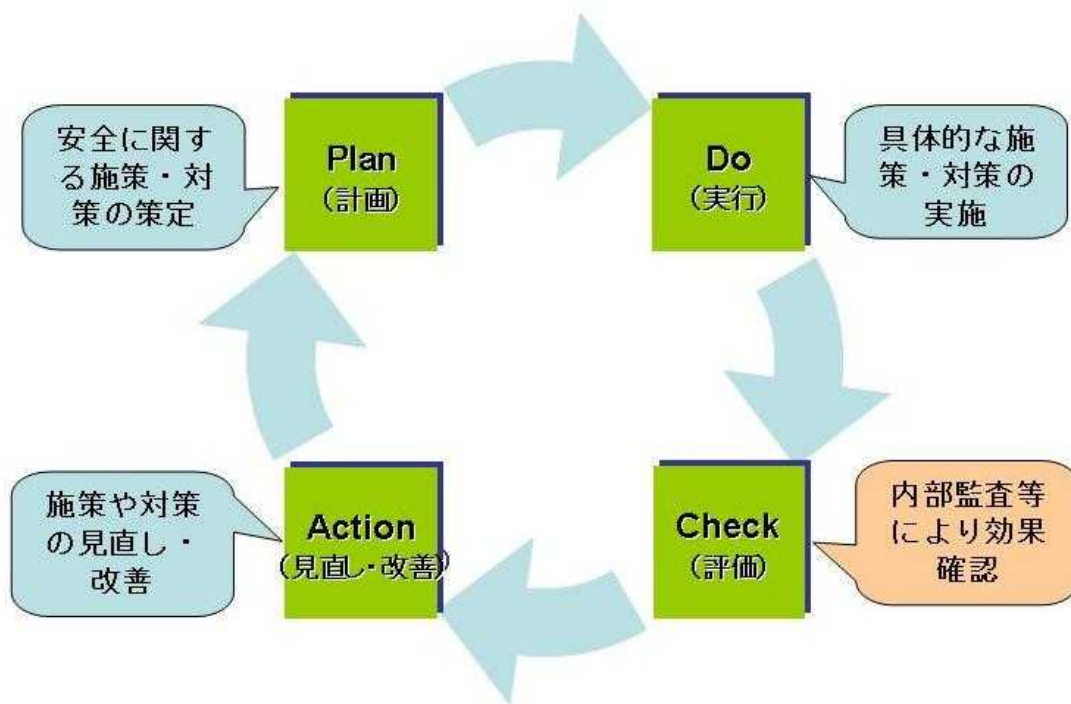 安全に関す
る施策・対
策の策定
Plan
(計画)
Do
(実行)
具体的な施
策・対策の
実施
施策や対策
の見直し・
改善
Action
(見直し・改善)
Check
(評価)
内部監査等
により効果
確認